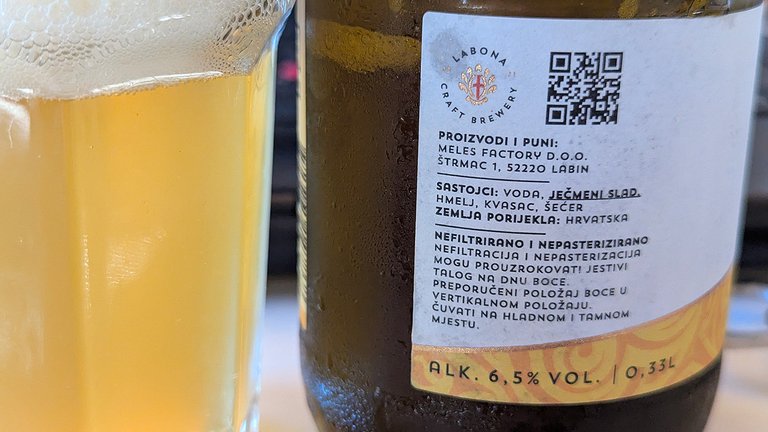 LABONA
CRAFT BREWERY
PROIZVODI I PUNI:
MELES FACTORY D.O.O.
ŠTRMAC 1, 52220 LABIN
SASTOJCI: VODA, JEČMENI SLAD,
HMELJ, KVASAC, ŠEĆER
ZEMLJA PORIJEKLA: HRVATSKA
NEFILTRIRANO I NEPASTERIZIRANO
NEFILTRACIJA I NEPASTERIZACIJA
MOGU PROUZROKOVATI JESTIVI
TALOG NA DNU BOCE.
PREPORUČENI POLOŽAJ BOCE U
VERTIKALNOM POLOŽAJU.
ČUVATI NA HLADNOM I TAMNOM
MJESTU.
ALK. 6,5% VOL. | 0,33L